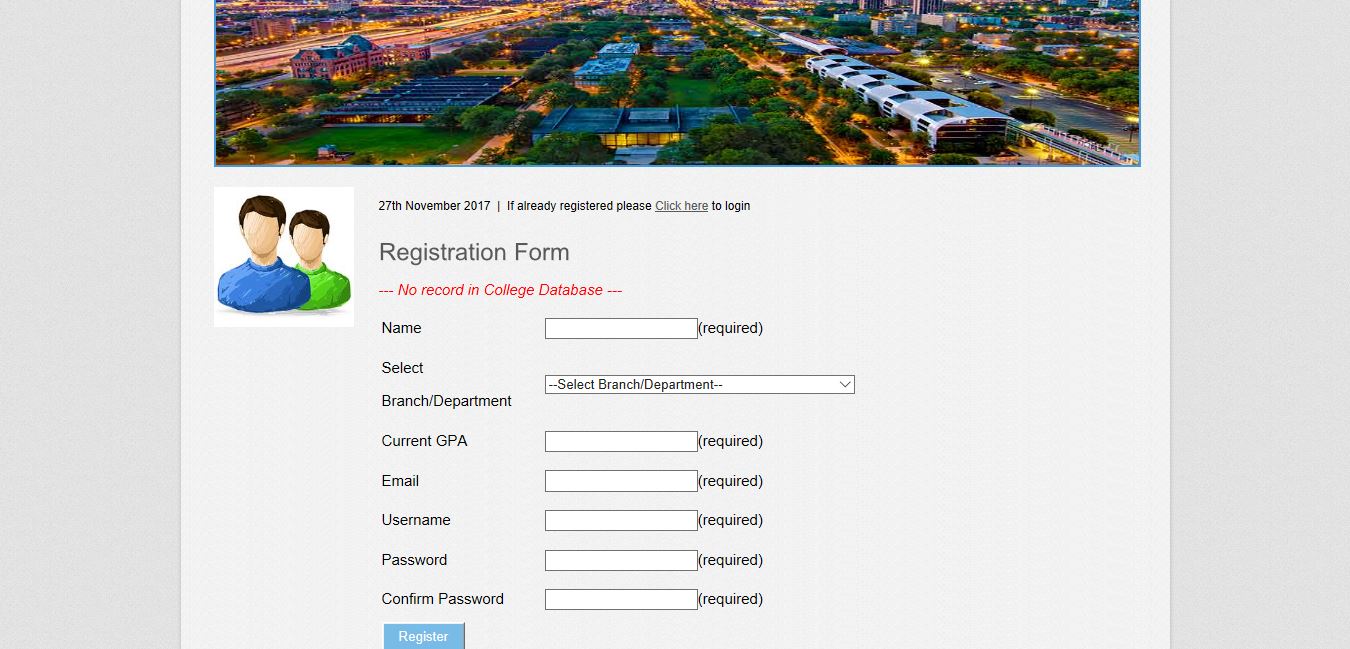 27th November 2017 | If already registered please Click here to login
Registration Form
--- No record in College Database ---
Name (required)
Select
Branch/Department --Select Branch/Department--
Current GPA (required)
Email (required)
Username (required)
Password (required)
Confirm Password (required)
Register